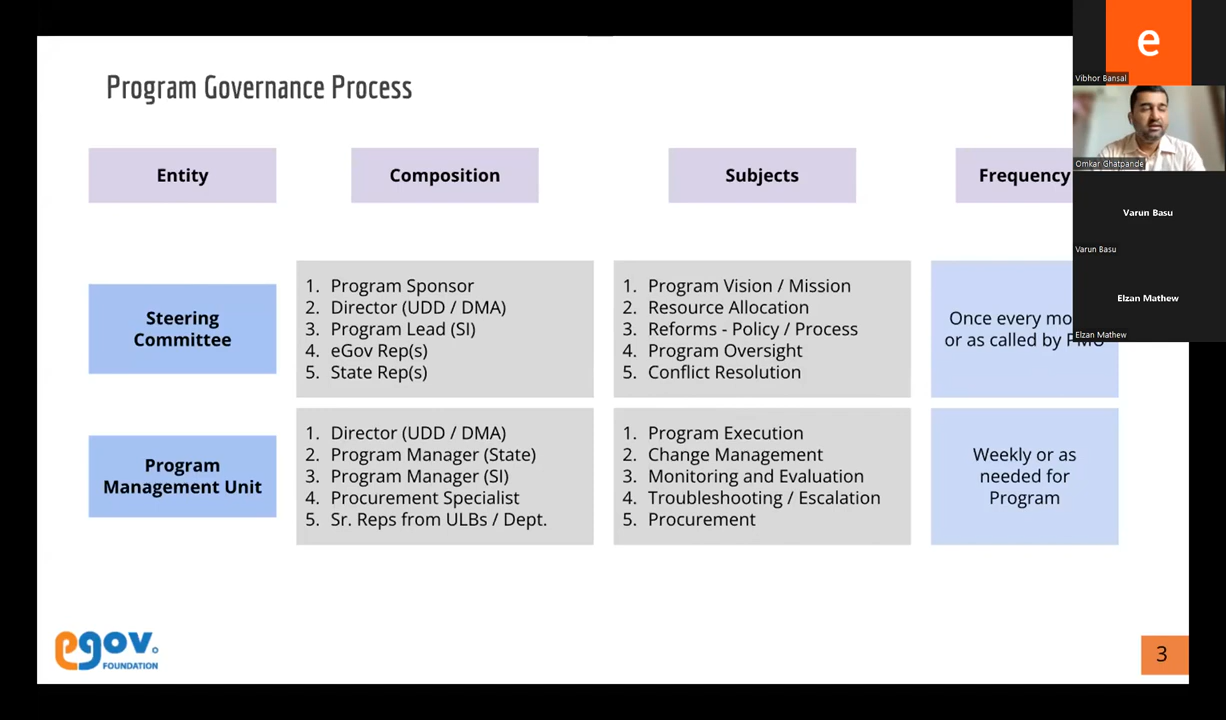 Program Governance Process
Entity
Composition
Subjects
Frequency
Steering
Committee
1. Program Sponsor
2. Director (UDD / DMA)
3. Program Lead (SI)
4. eGov Rep(s)
5. State Rep(s)
1. Program Vision / Mission
2. Resource Allocation
3. Reforms - Policy / Process
4. Program Oversight
5. Conflict Resolution
Once every
or as called by
Program
Management Unit
1. Director (UDD / DMA)
2. Program Manager (State)
3. Program Manager (SI)
4. Procurement Specialist
5. Sr. Reps from ULBs / Dept.
1. Program Execution
2. Change Management
3. Monitoring and Evaluation
4. Troubleshooting / Escalation
5. Procurement
Weekly or as
needed for
Program
egov.
FOUNDATION
3
e
Vibhor Bansal
Omkar Ghatpande
Varun Basu
Varun Basu
Elzan Mathew
Elzan Mathew